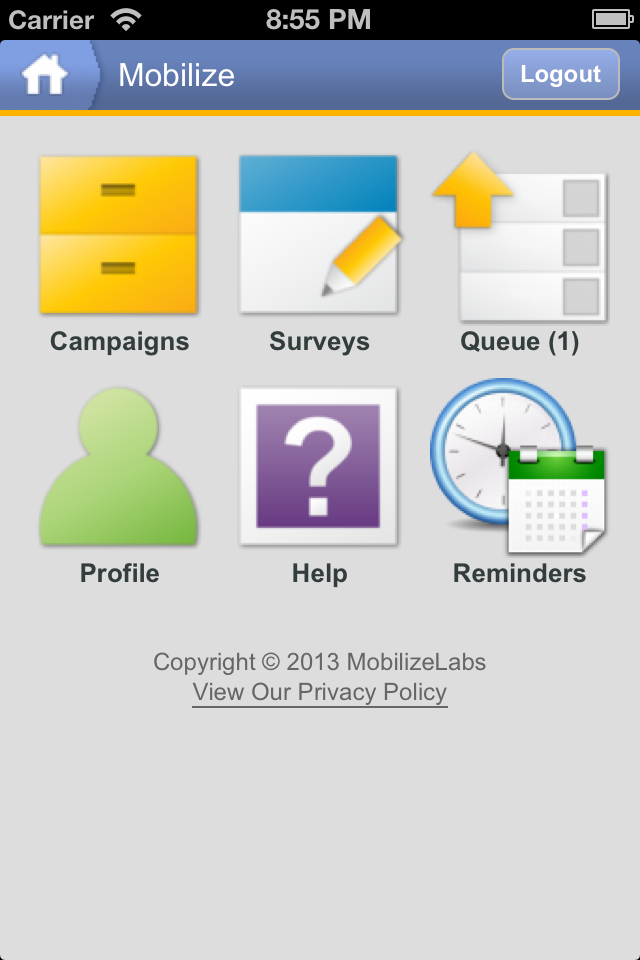 Carrier 8:55 PM
Mobilize Logout
Campaigns Surveys Queue (1)
?
Profile Help Reminders
Copyright © 2013 MobilizeLabs
View Our Privacy Policy